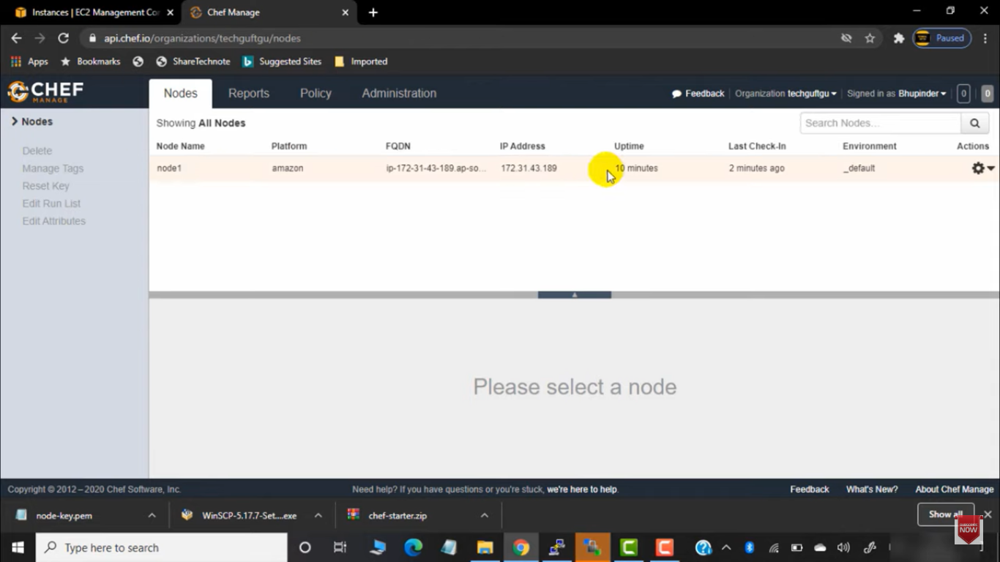 Instances | EC2 Management Co
Chef Manage
api.chef.io/organizations/techguftgu/nodes
Paused
Apps
Bookmarks
ShareTechnote
Suggested Sites
Imported
CHEF
MANAGE
Nodes
Reports
Policy
Administration
Feedback
Organization techguftgu
Signed in as Bhupinder
0
0
Nodes
Showing All Nodes
Search Nodes...
Node Name Platform FQDN IP Address Uptime Last Check-In Environment Actions
node1 amazon ip-172-31-43-189.ap-so... 172.31.43.189 10 minutes 2 minutes ago _default
Delete
Manage Tags
Reset Key
Edit Run List
Edit Attributes
Please select a node
Copyright © 2012 – 2020 Chef Software, Inc.
Need help? If you have questions or you're stuck, we're here to help.
Feedback
What's New?
About Chef Manage
node-key.pem
WinSCP-5.17.7-Set....exe
chef-starter.zip
Show all
SUBSCRIBE
NOW
Type here to search